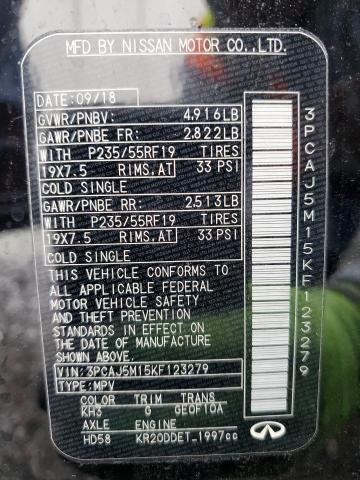 MFD BY NISSAN MOTOR CO.,LTD.
DATE: 09/18
GVWR/PNBV: 4.916LB
GAWR/PNBE FR: 2.822LB
WITH P235/55RF19 TIRES
19X7.5 RIMS.AT 33 PSI
COLD SINGLE
GAWR/PNBE RR: 2.513LB
WITH P235/55RF19 TIRES
19X7.5 RIMS.AT 33 PSI
COLD SINGLE
THIS VEHICLE CONFORMS TO
ALL APPLICABLE FEDERAL
MOTOR VEHICLE SAFETY
AND THEFT PREVENTION
STANDARDS IN EFFECT ON
THE DATE OF MANUFACTURE
SHOWN ABOVE.
VIN: 3PCAJ5M15KF123279
TYPE: MPV
COLOR TRIM TRANS
KH3 G GE0F10A
AXLE ENGINE
HD58 KR20DDET 1997cc
3PCAJ5M15KF123279